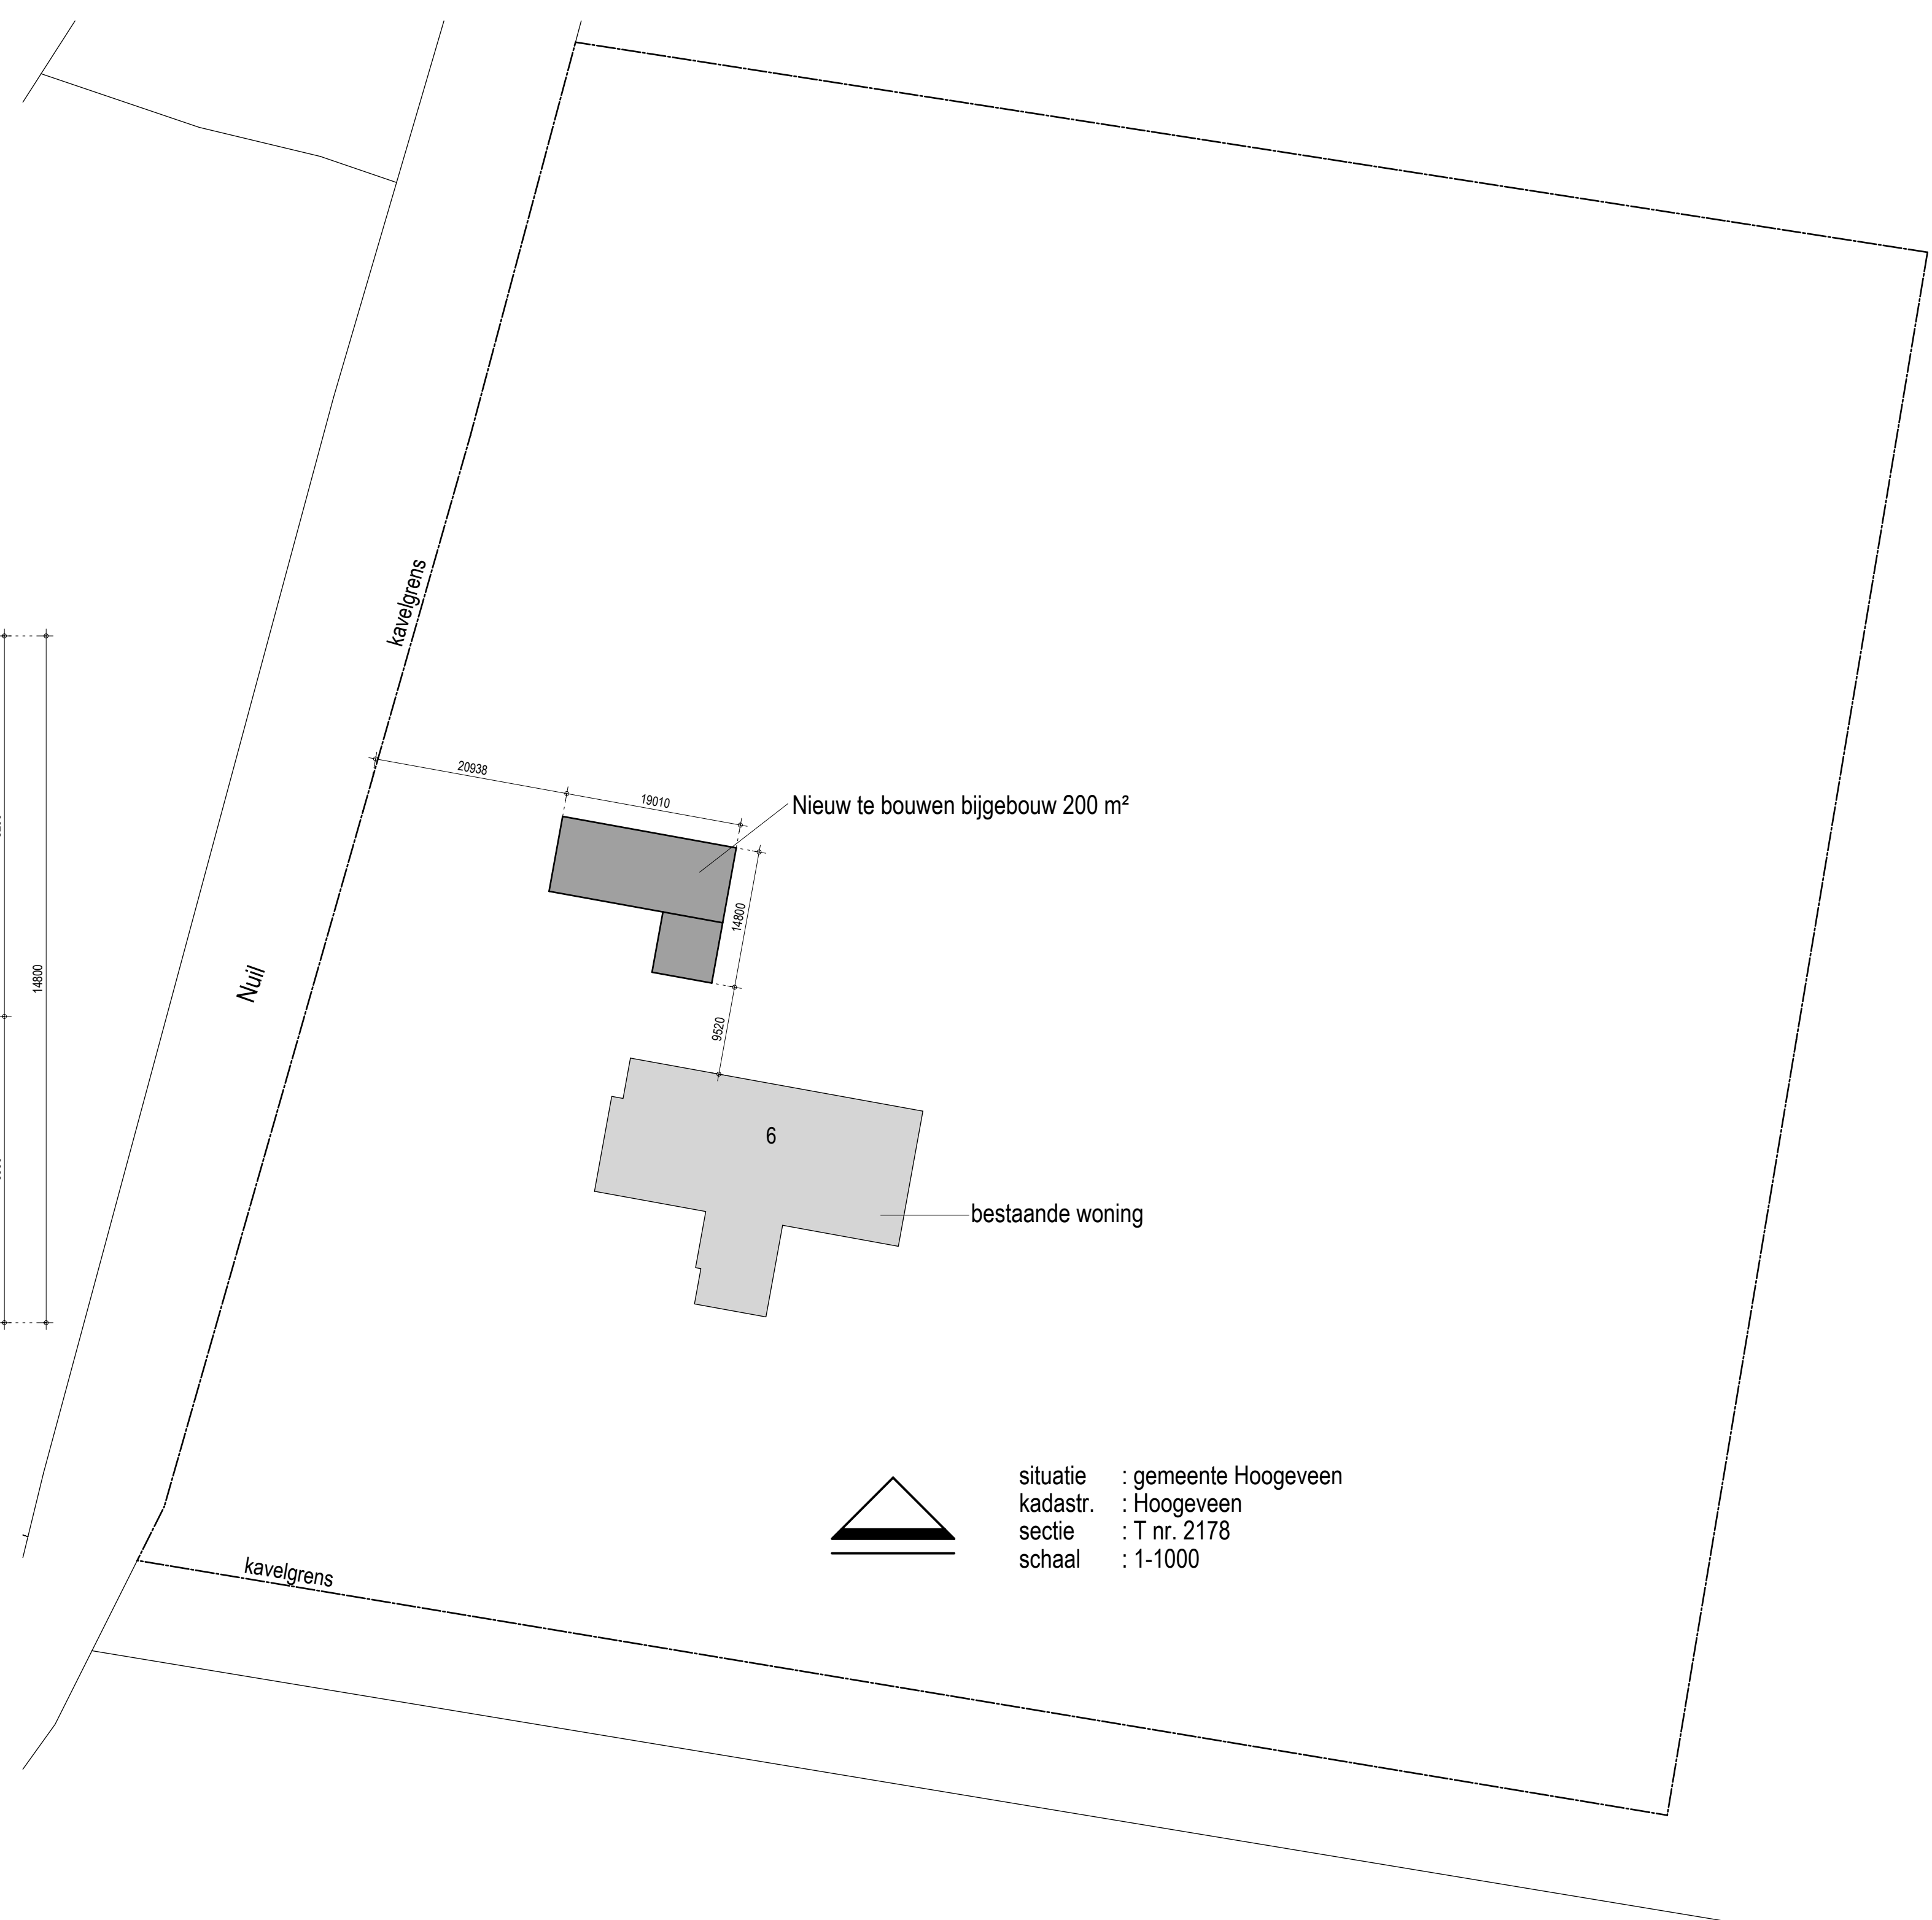 kavelgrens
20938
19010
Nieuw te bouwen bijgebouw 200 m²
14800
14800
Nuil
9520
6
bestaande woning
situatie : gemeente Hoogeveen
kadastr. : Hoogeveen
sectie : T nr. 2178
schaal : 1-1000
kavelgrens